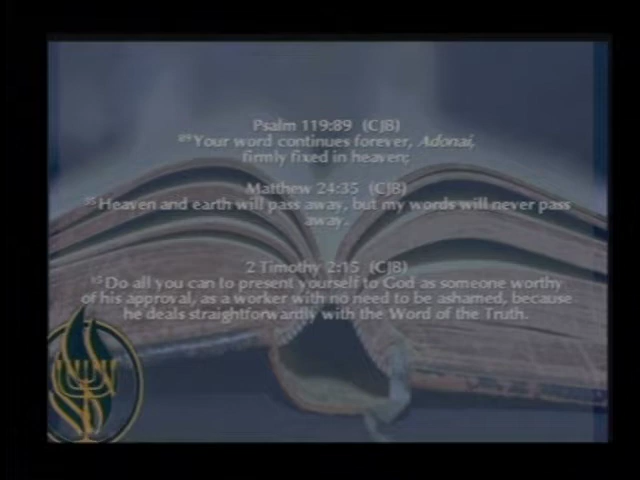 Psalm 119:89 (CJB)
89 Your word continues forever, Adonai,
firmly fixed in heaven;
Matthew 24:35 (CJB)
35 Heaven and earth will pass away, but my words will never pass
away.
2 Timothy 2:15 (CJB)
15 Do all you can to present yourself to God as someone worthy
of his approval, as a worker with no need to be ashamed, because
he deals straightforwardly with the Word of the Truth.